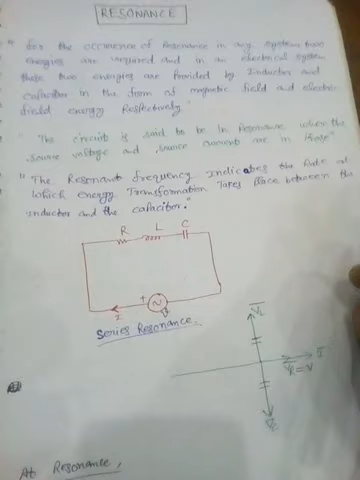 RESONANCE
" For the occurence of Resonance in any system two
energies are required and in an electrical system
these two energies are Provided by Inductor and
capacitor in the form of magnetic field and electric
field energy Respectively"
" The circuit is said to be in Resonance when the
source voltage and source current are in Phase"
" The Resonant frequency Indicates the Rate at
which energy Transformation Takes Place between the
inductor and the capacitor."
R L C
+
I
Series Resonance.
VL
VR = V I
VC
At Resonance,